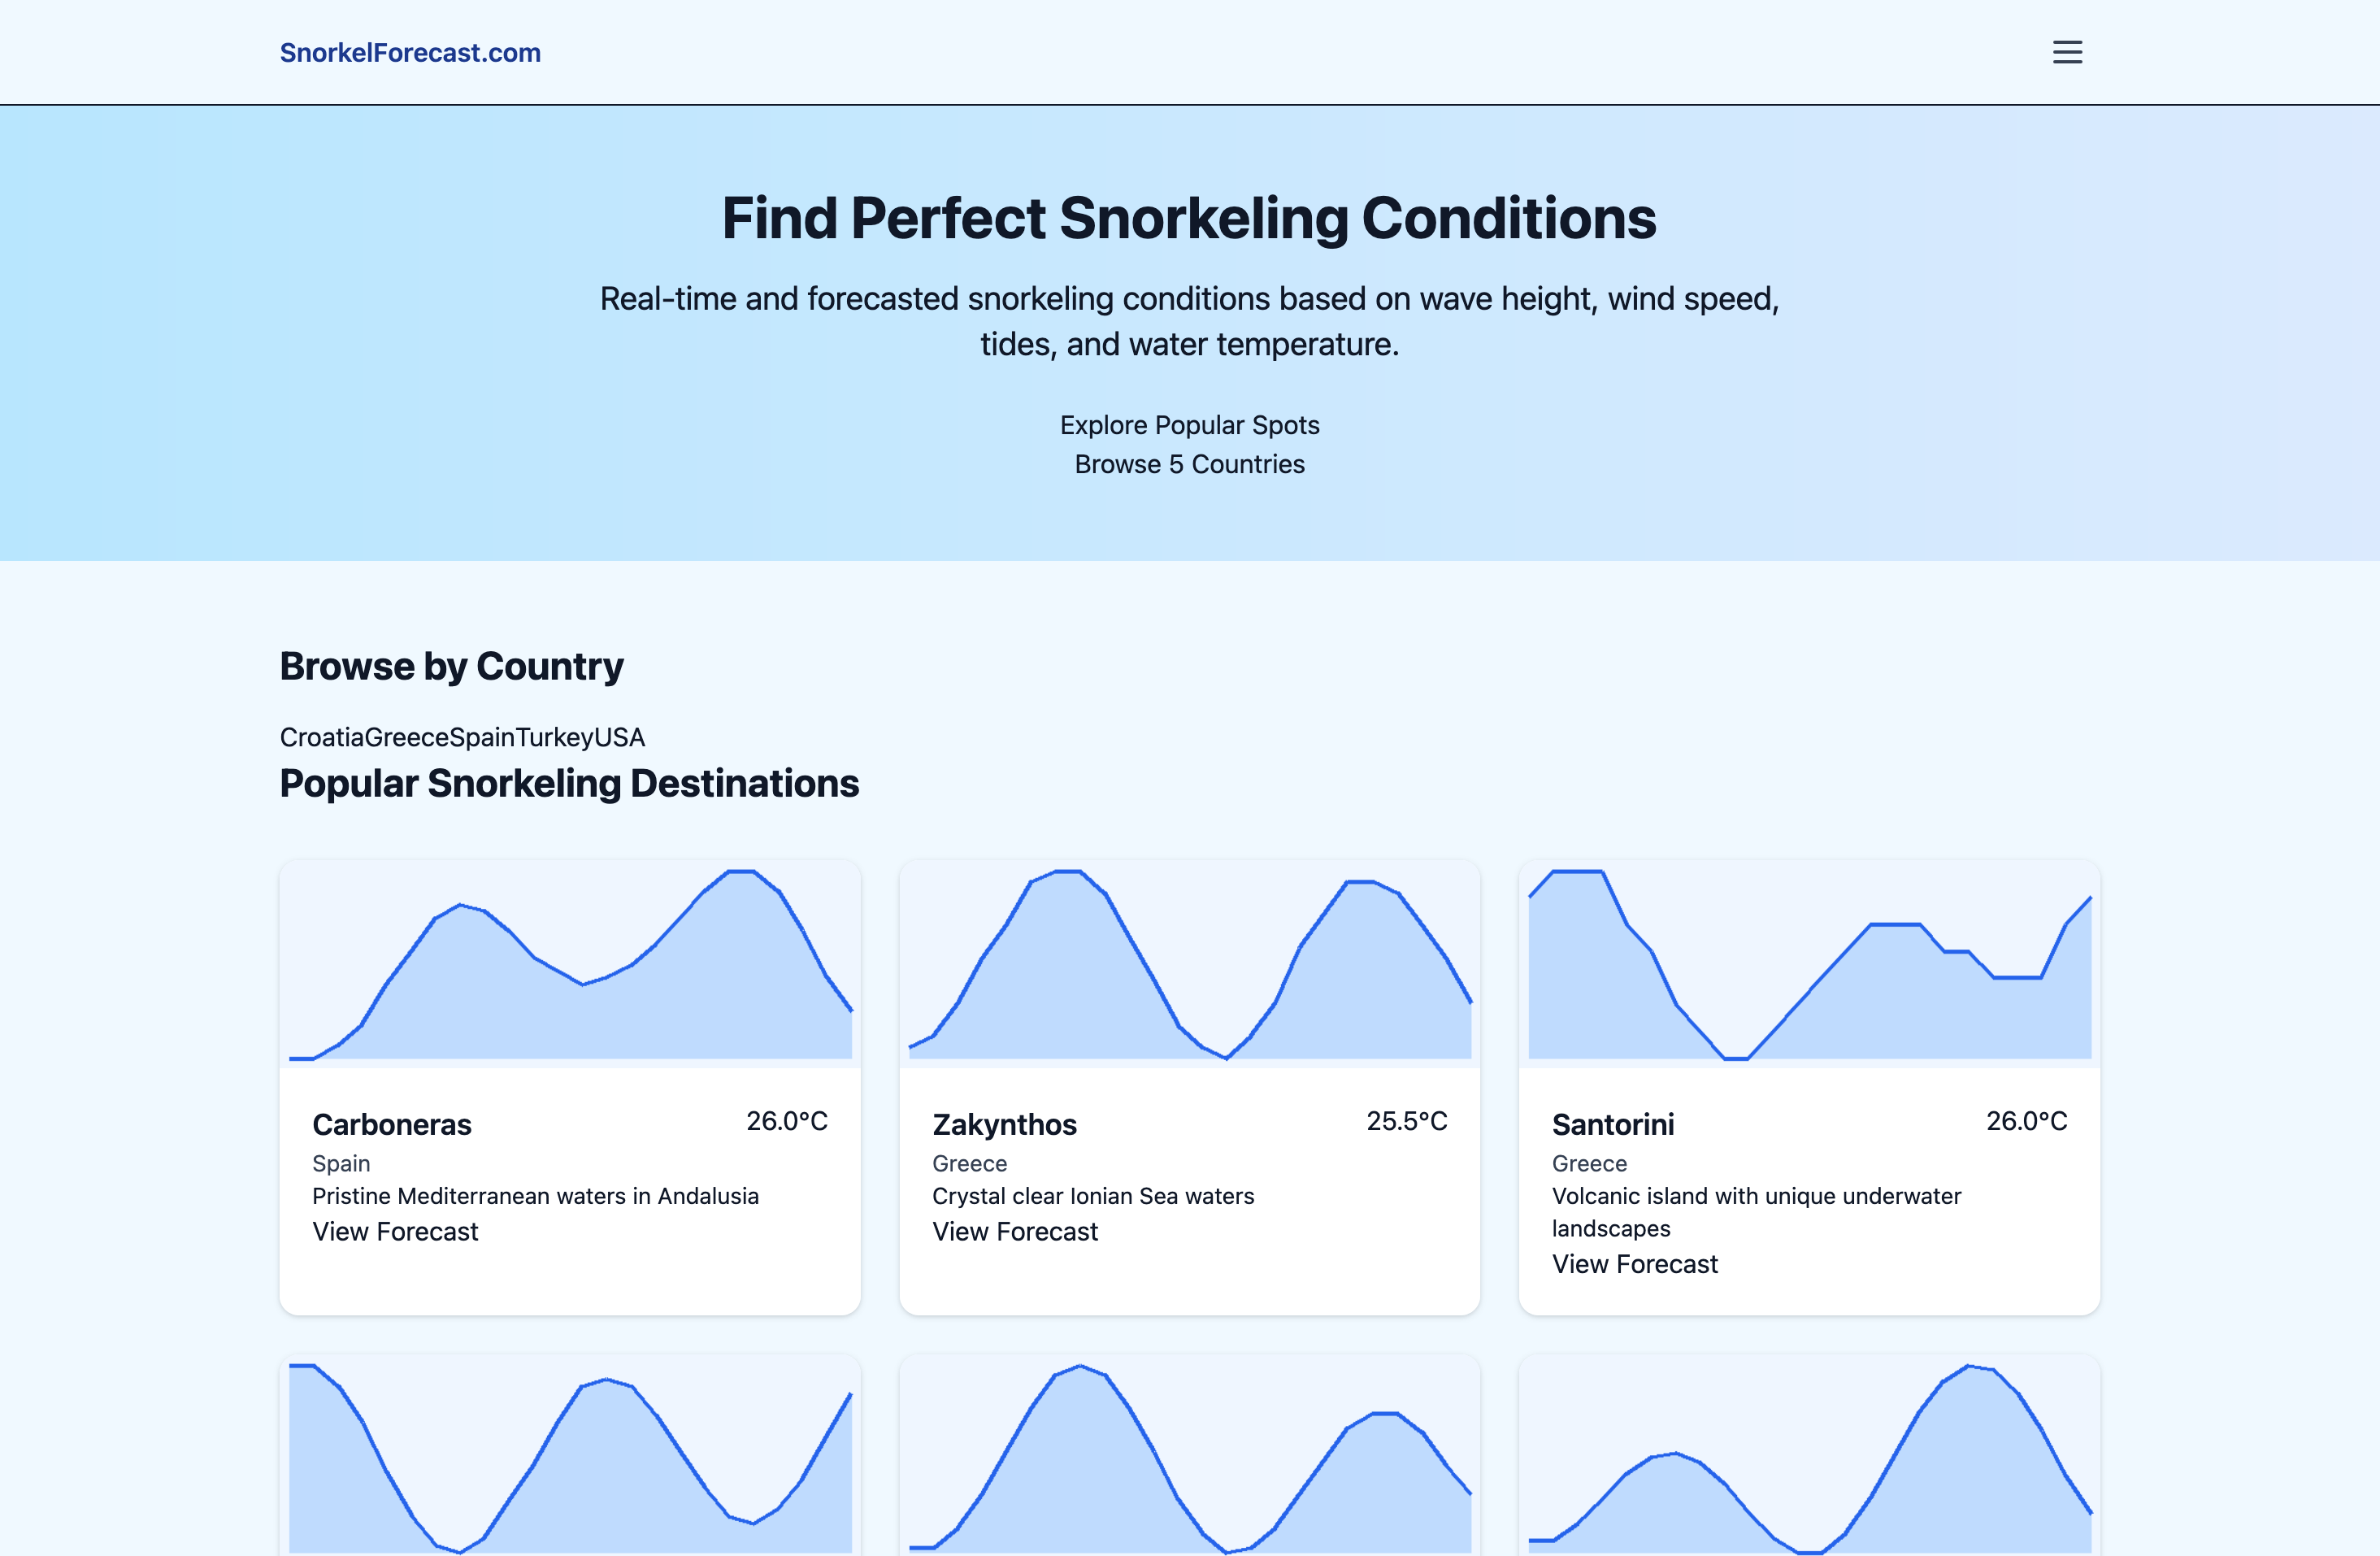 SnorkelForecast.com
Find Perfect Snorkeling Conditions
Real-time and forecasted snorkeling conditions based on wave height, wind speed,
tides, and water temperature.
Explore Popular Spots
Browse 5 Countries
Browse by Country
CroatiaGreeceSpainTurkeyUSA
Popular Snorkeling Destinations
Carboneras
26.0°C
Spain
Pristine Mediterranean waters in Andalusia
View Forecast
Zakynthos
25.5°C
Greece
Crystal clear Ionian Sea waters
View Forecast
Santorini
26.0°C
Greece
Volcanic island with unique underwater
landscapes
View Forecast